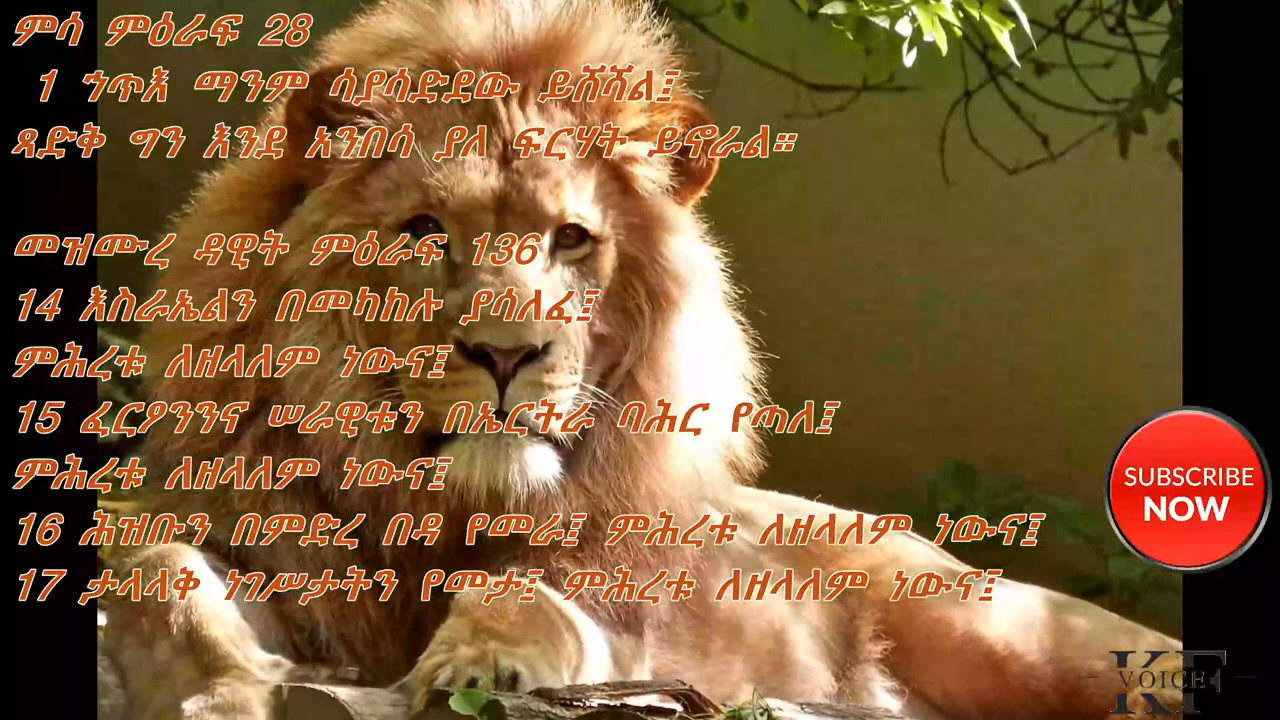 ምሳ ምዕራፍ 28
1 ኀጥእ ማንም ሳያሳድደው ይሸሻል፤
ጻድቅ ግን እንደ አንበሳ ያለ ፍርሃት ይኖራል።
መዝሙረ ዳዊት ምዕራፍ 136
14 እስራኤልን በመካከሉ ያሳለፈ፤
ምሕረቱ ለዘላለም ነውና፤
15 ፈርዖንንና ሠራዊቱን በኤርትራ ባሕር የጣለ፤
ምሕረቱ ለዘላለም ነውና፤
16 ሕዝቡን በምድረ በዳ የመራ፤ ምሕረቱ ለዘላለም ነውና፤
17 ታላላቅ ነገሥታትን የመታ፤ ምሕረቱ ለዘላለም ነውና፤
SUBSCRIBE
NOW
KF
VOICE